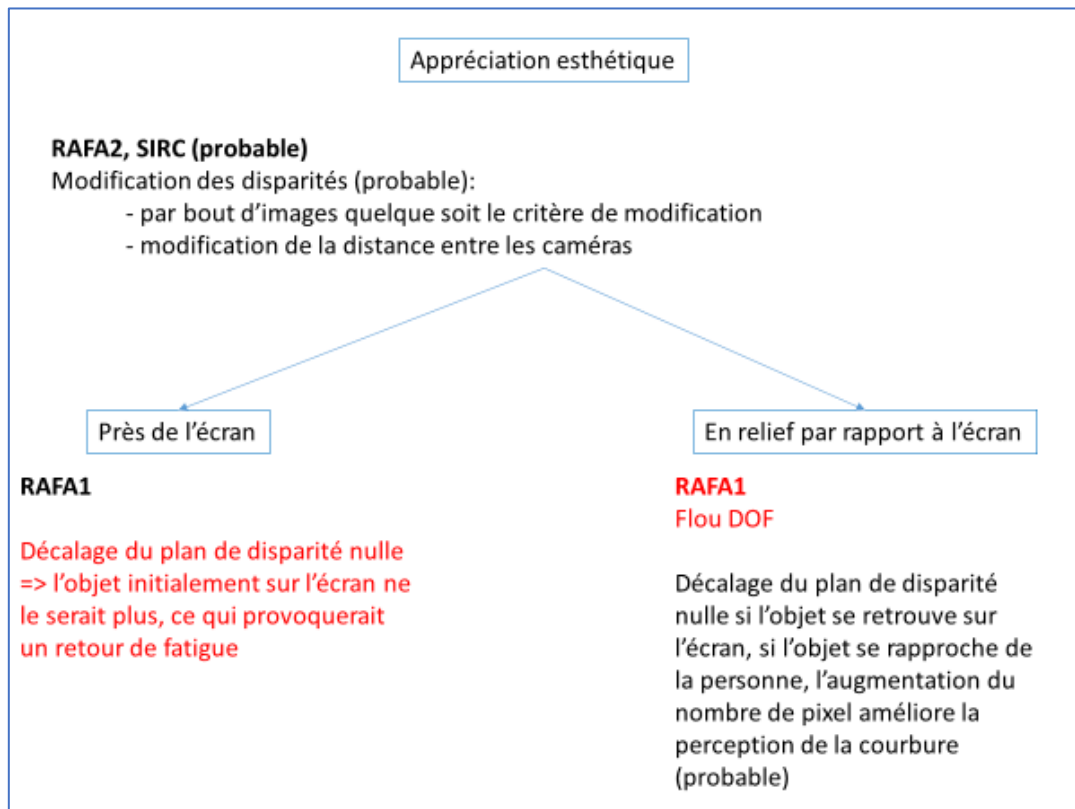 Appréciation esthétique
RAFA2, SIRC (probable)
Modification des disparités (probable):
- par bout d'images quelque soit le critère de modification
- modification de la distance entre les caméras
Près de l'écran
En relief par rapport à l'écran
RAFA1
Décalage du plan de disparité nulle
=> l'objet initialement sur l'écran ne
le serait plus, ce qui provoquerait
un retour de fatigue
RAFA1
Flou DOF
Décalage du plan de disparité
nulle si l'objet se retrouve sur
l'écran, si l'objet se rapproche de
la personne, l'augmentation du
nombre de pixel améliore la
perception de la courbure
(probable)